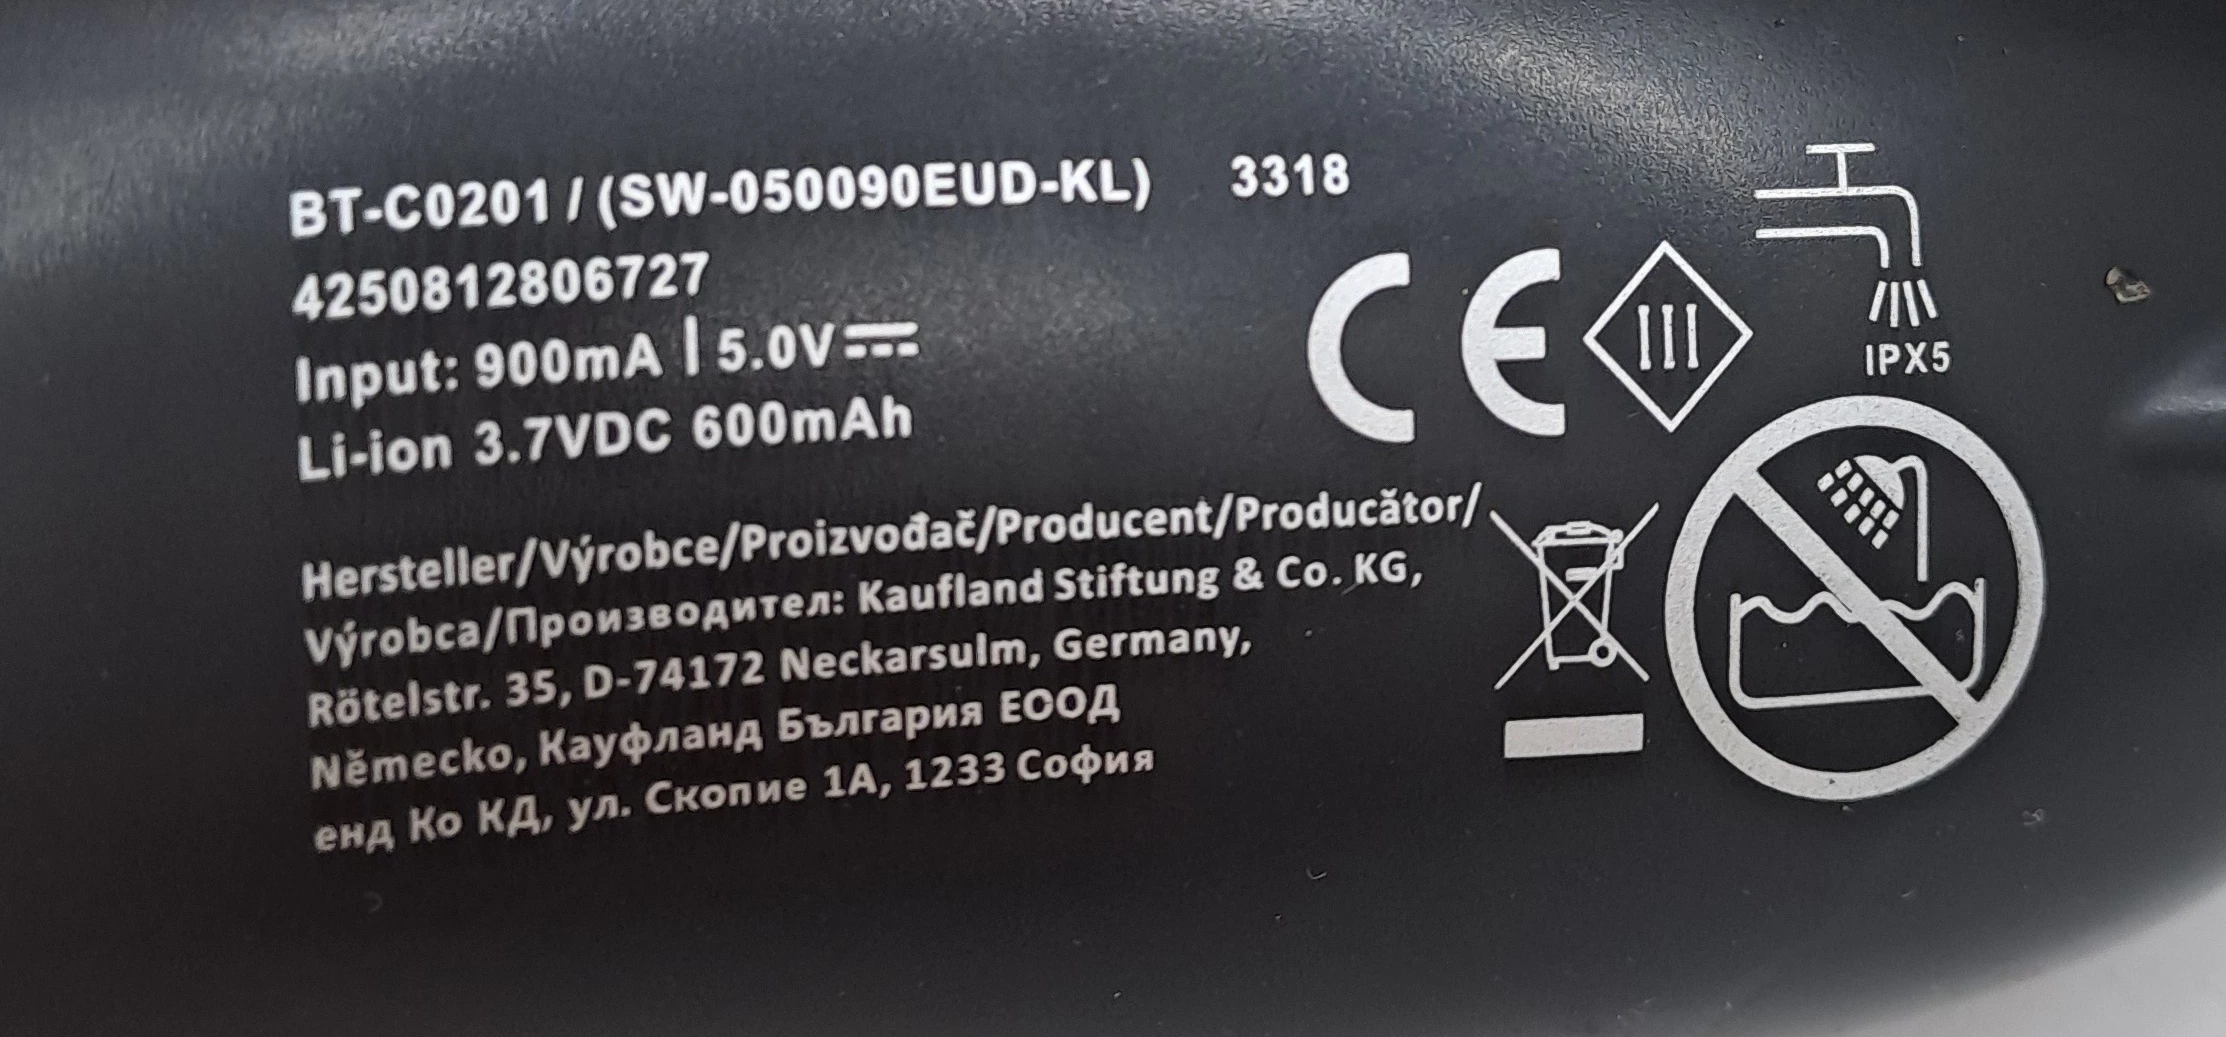 BT-C0201 / (SW-050090EUD-KL) 3318
4250812806727
Input: 900mA | 5.0V⎓
Li-ion 3.7VDC 600mAh
CE
III
IPX5
Hersteller/Výrobce/Proizvođač/Producent/Producător/
Výrobca/Производител: Kaufland Stiftung & Co. KG,
Rötelstr. 35, D-74172 Neckarsulm, Germany,
Německo, Кауфланд България ЕООД
енд Ко КД, ул. Скопие 1А, 1233 София